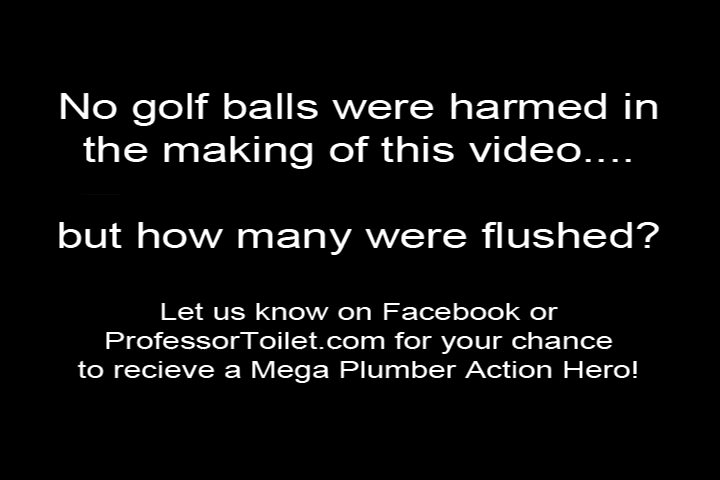 No golf balls were harmed in
the making of this video....
but how many were flushed?
Let us know on Facebook or
ProfessorToilet.com for your chance
to recieve a Mega Plumber Action Hero!